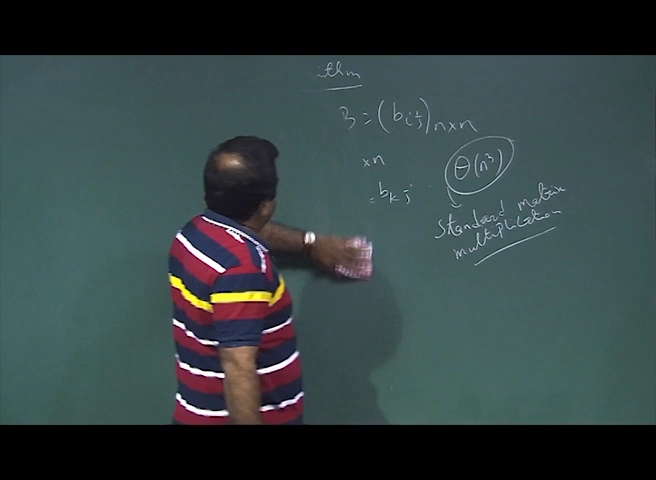 ithm
B = (bij)n×n
×n
= bkj
Θ(n³)
Standard matrix
multiplication